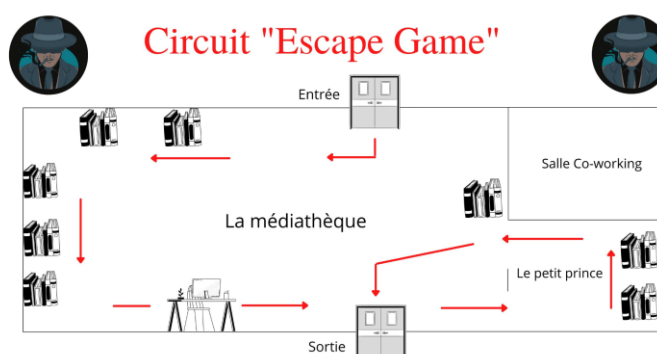 Circuit "Escape Game"
Entrée
Salle Co-working
La médiathèque
Le petit prince
Sortie